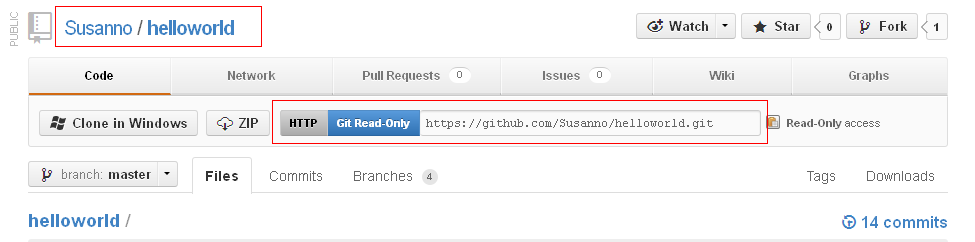 PUBLIC
Susanno / helloworld
Watch
Star 0
Fork 1
Code Network Pull Requests 0 Issues 0 Wiki Graphs
Clone in Windows ZIP HTTP Git Read-Only https://github.com/Susanno/helloworld.git Read-Only access
branch: master Files Commits Branches 4 Tags Downloads
helloworld / 14 commits